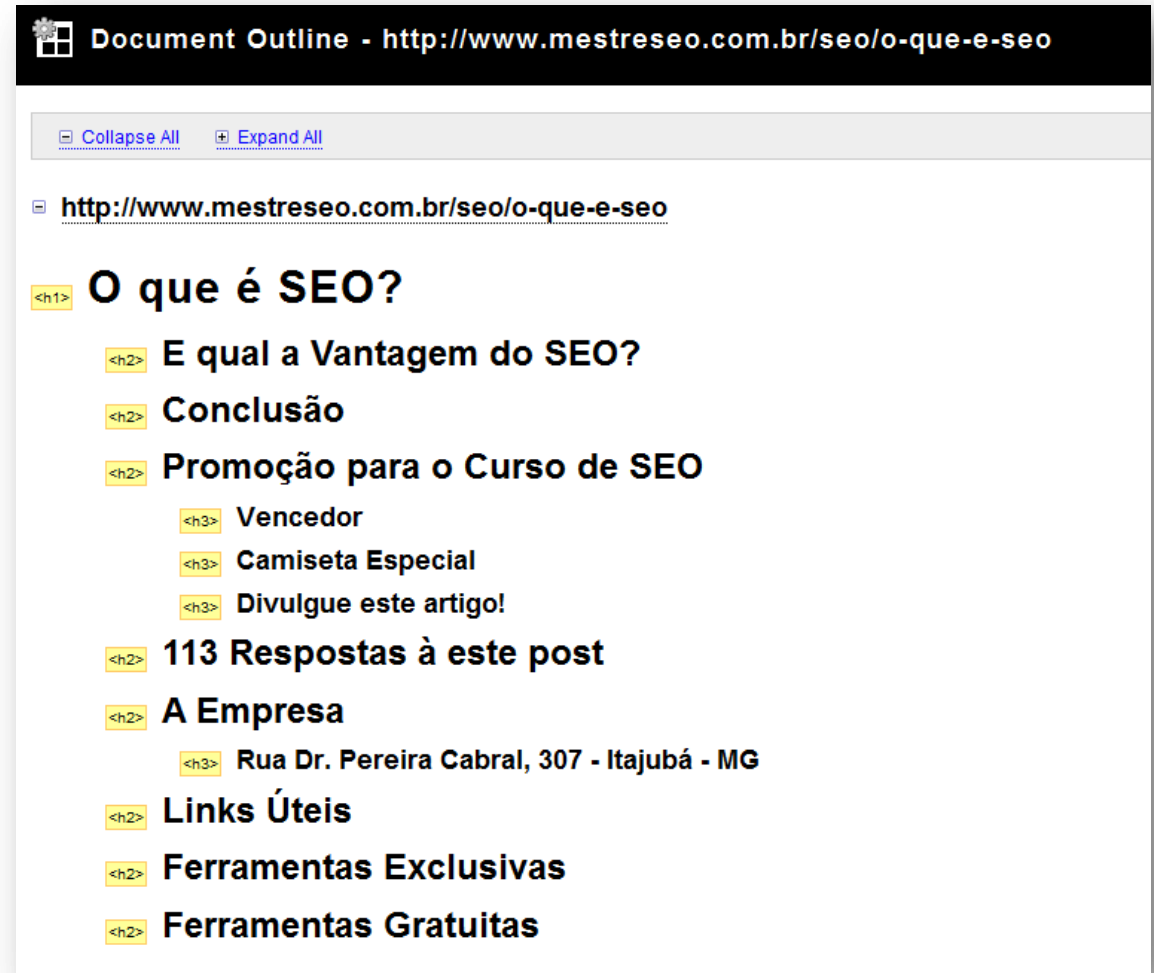 Document Outline - http://www.mestreseo.com.br/seo/o-que-e-seo
Collapse All Expand All
http://www.mestreseo.com.br/seo/o-que-e-seo
<h1> O que é SEO?
<h2> E qual a Vantagem do SEO?
<h2> Conclusão
<h2> Promoção para o Curso de SEO
<h3> Vencedor
<h3> Camiseta Especial
<h3> Divulgue este artigo!
<h2> 113 Respostas à este post
<h2> A Empresa
<h3> Rua Dr. Pereira Cabral, 307 - Itajubá - MG
<h2> Links Úteis
<h2> Ferramentas Exclusivas
<h2> Ferramentas Gratuitas